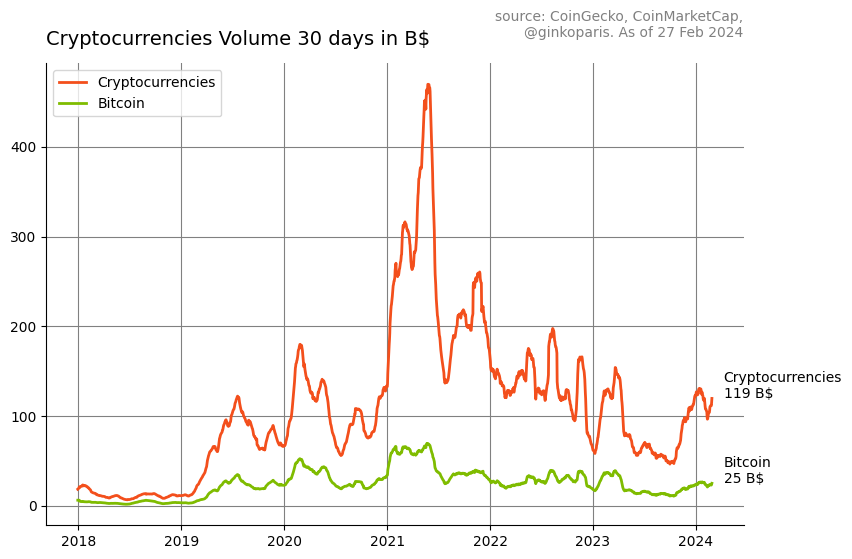 source: CoinGecko, CoinMarketCap,
@ginkoparis. As of 27 Feb 2024
Cryptocurrencies Volume 30 days in B$
Cryptocurrencies
Bitcoin
400
300
200
100
0
Cryptocurrencies
119 B$
Bitcoin
25 B$
2018 2019 2020 2021 2022 2023 2024